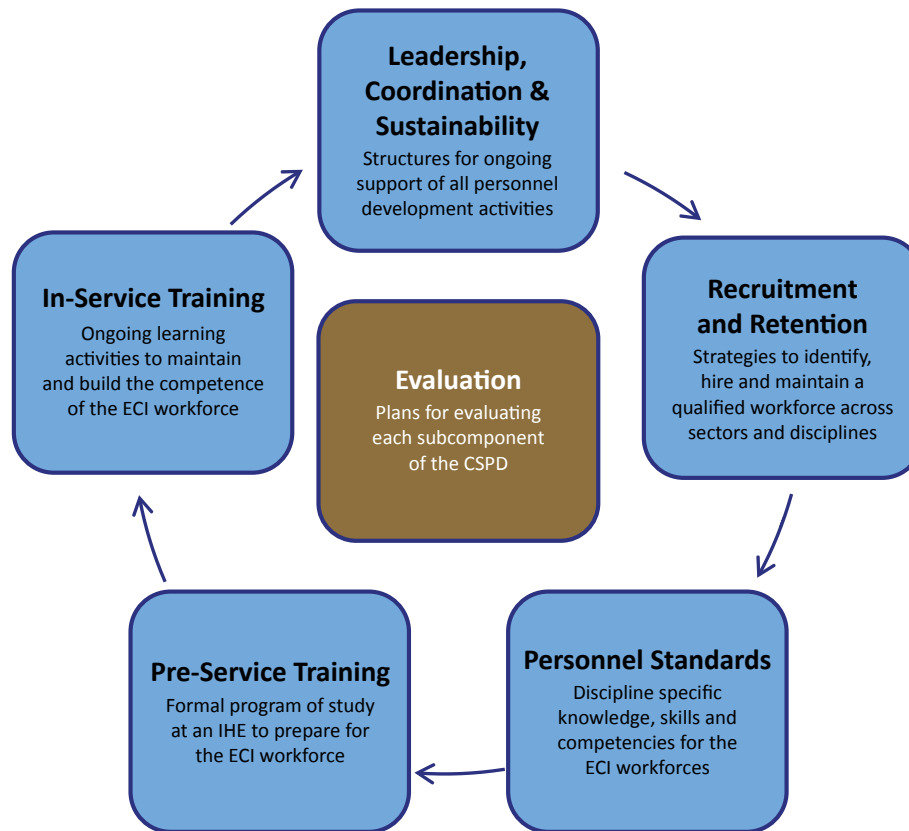 Leadership,
Coordination &
Sustainability
Structures for ongoing
support of all personnel
development activities
Recruitment
and Retention
Strategies to identify,
hire and maintain a
qualified workforce across
sectors and disciplines
Personnel Standards
Discipline specific
knowledge, skills and
competencies for the
ECI workforces
Pre-Service Training
Formal program of study
at an IHE to prepare for
the ECI workforce
In-Service Training
Ongoing learning
activities to maintain
and build the competence
of the ECI workforce
Evaluation
Plans for evaluating
each subcomponent
of the CSPD